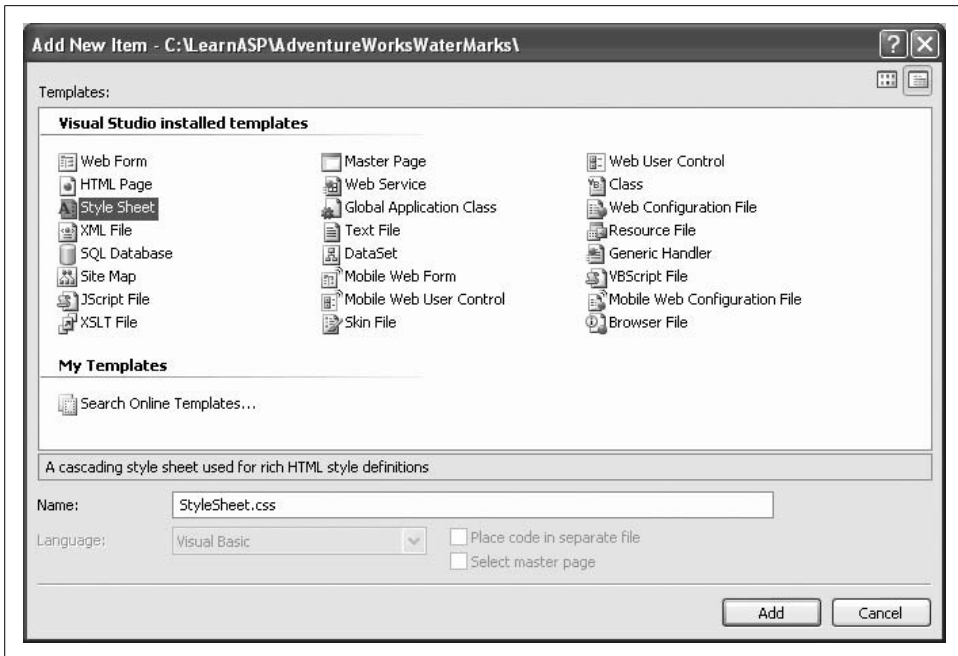 Add New Item - C:\LearnASP\AdventureWorksWaterMarks\
Templates:
Visual Studio installed templates
Web Form
Master Page
Web User Control
HTML Page
Web Service
Class
Style Sheet
Global Application Class
Web Configuration File
XML File
Text File
Resource File
SQL Database
DataSet
Generic Handler
Site Map
Mobile Web Form
VBScript File
JScript File
Mobile Web User Control
Mobile Web Configuration File
XSLT File
Skin File
Browser File
My Templates
Search Online Templates...
A cascading style sheet used for rich HTML style definitions
Name: StyleSheet.css
Language: Visual Basic
Place code in separate file
Select master page
Add
Cancel